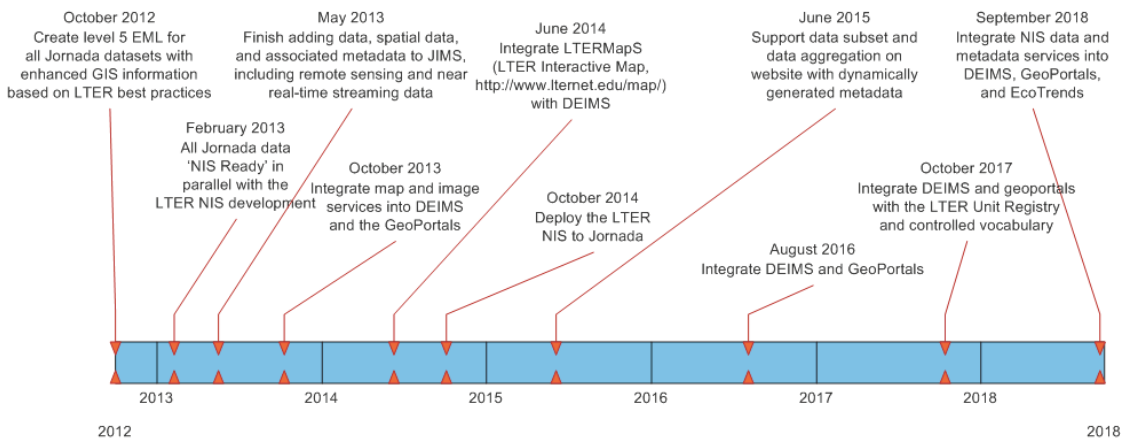 October 2012
Create level 5 EML for
all Jornada datasets with
enhanced GIS information
based on LTER best practices
February 2013
All Jornada data
‘NIS Ready’ in
parallel with the
LTER NIS development
May 2013
Finish adding data, spatial data,
and associated metadata to JIMS,
including remote sensing and near
real-time streaming data
October 2013
Integrate map and image
services into DEIMS
and the GeoPortals
June 2014
Integrate LTERMapS
(LTER Interactive Map,
http://www.lternet.edu/map/)
with DEIMS
October 2014
Deploy the LTER
NIS to Jornada
June 2015
Support data subset and
data aggregation on
website with dynamically
generated metadata
August 2016
Integrate DEIMS and GeoPortals
October 2017
Integrate DEIMS and geoportals
with the LTER Unit Registry
and controlled vocabulary
September 2018
Integrate NIS data and
metadata services into
DEIMS, GeoPortals,
and EcoTrends
2013
2014
2015
2016
2017
2018
2012
2018